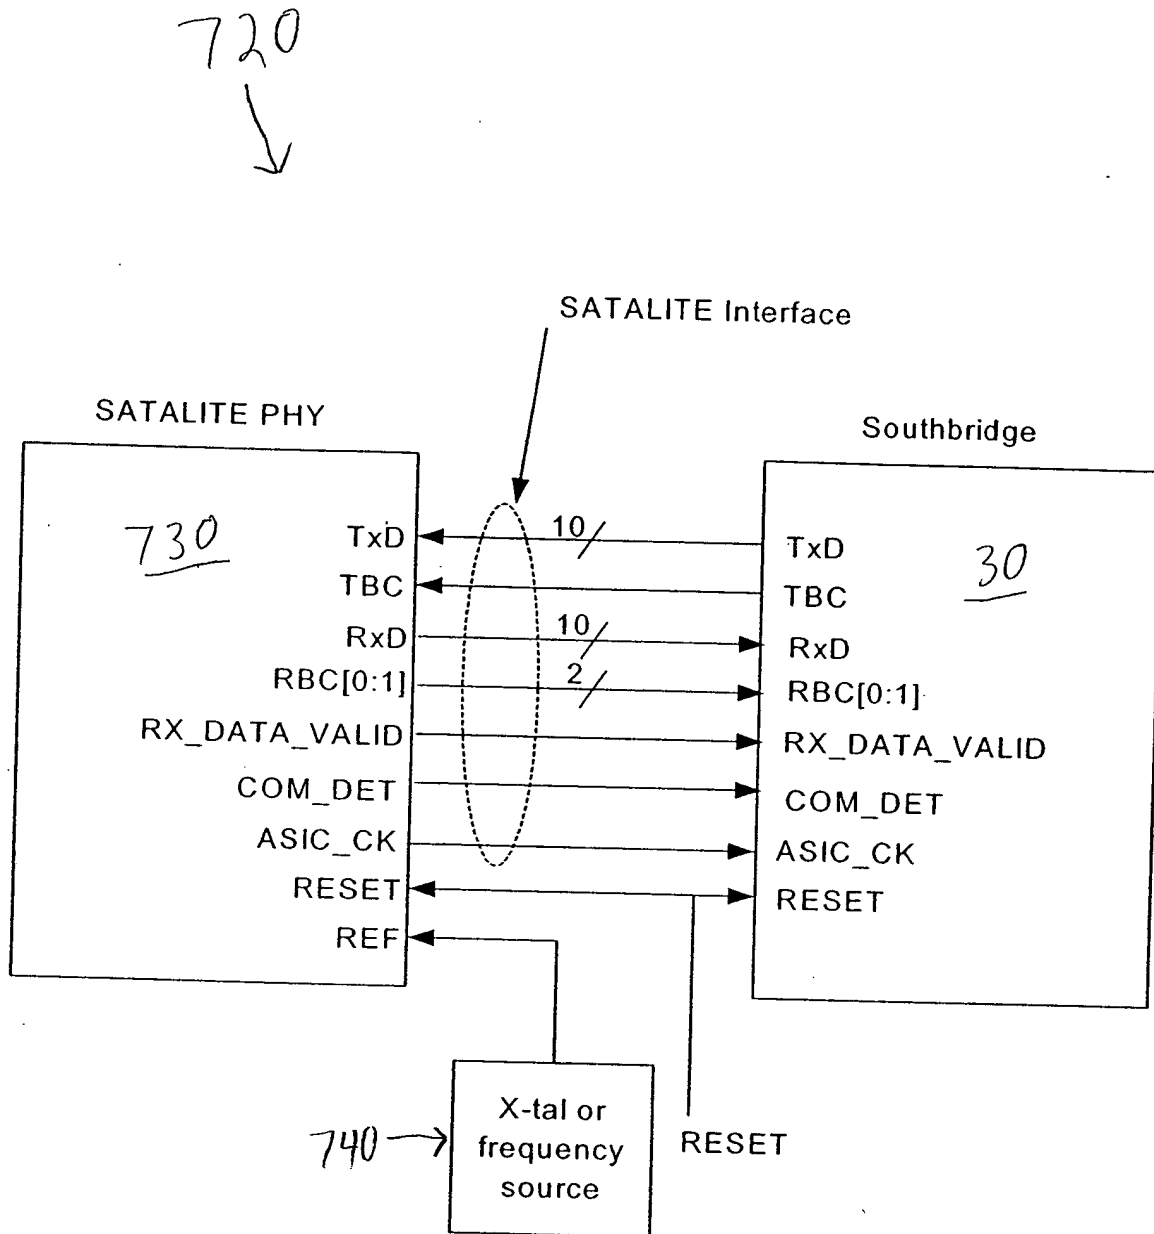 720
SATALITE Interface
SATALITE PHY
Southbridge
730
30
TxD
10
TxD
TBC
TBC
RxD
10
RxD
RBC[0:1]
2
RBC[0:1]
RX_DATA_VALID
RX_DATA_VALID
COM_DET
COM_DET
ASIC_CK
ASIC_CK
RESET
RESET
REF
X-tal or
frequency
source
740
RESET